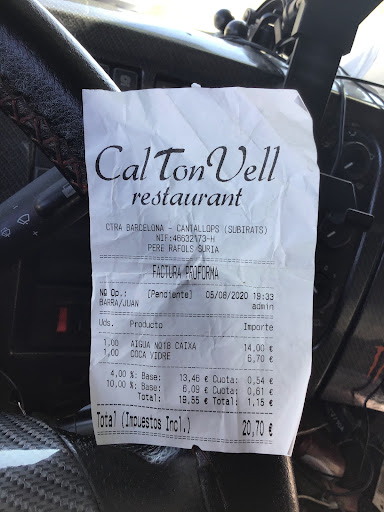 Cal Ton Vell
restaurant
CTRA BARCELONA - CANTALLOPS (SUBIRATS)
NIF:46632173-H
PERE RAFOLS SURIA
FACTURA PROFORMA
Nº Op.: [Pendiente] 05/08/2020 19:33
BARRA/JUAN admin
Uds. Producto Importe
1,00 AIGUA NO18 CAIXA 14,00 €
1,00 COCA VIDRE 6,70 €
4,00 %: Base: 13,46 € Cuota: 0,54 €
10,00 %: Base: 6,09 € Cuota: 0,61 €
Total: 19,55 € Total: 1,15 €
Total (Impuestos Incl.) 20,70 €